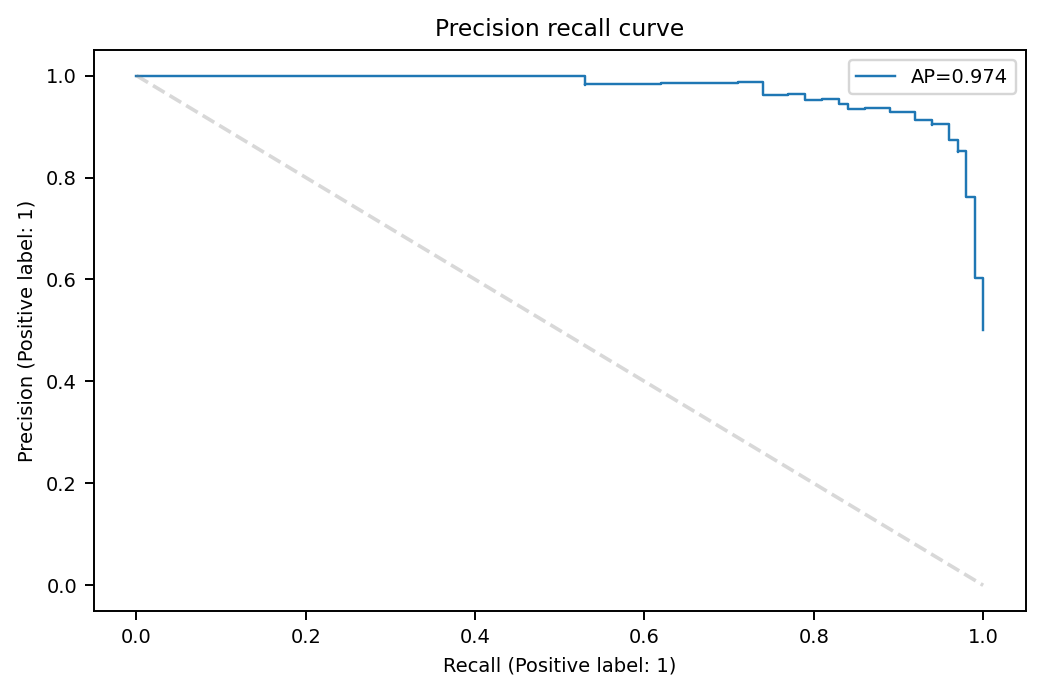 Precision recall curve
AP=0.974
Precision (Positive label: 1)
1.0
0.8
0.6
0.4
0.2
0.0
0.0 0.2 0.4 0.6 0.8 1.0
Recall (Positive label: 1)